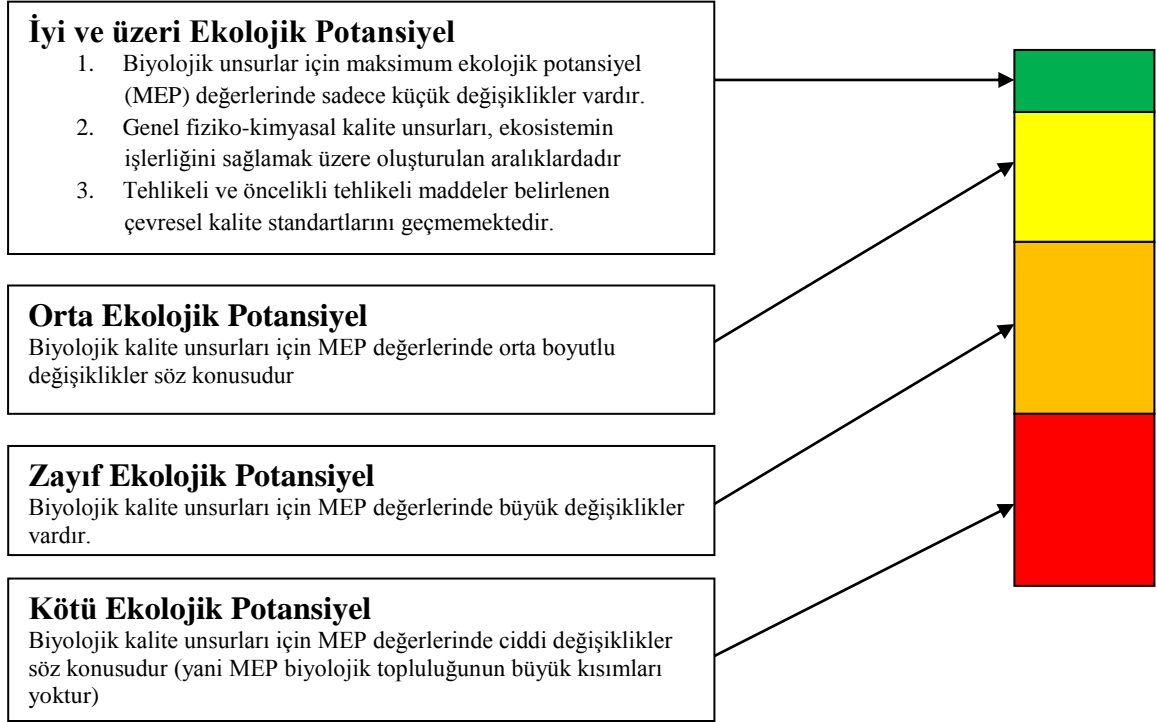 İyi ve üzeri Ekolojik Potansiyel
1. Biyolojik unsurlar için maksimum ekolojik potansiyel
(MEP) değerlerinde sadece küçük değişiklikler vardır.
2. Genel fiziko-kimyasal kalite unsurları, ekosistemin
işlerliğini sağlamak üzere oluşturulan aralıklardadır
3. Tehlikeli ve öncelikli tehlikeli maddeler belirlenen
çevresel kalite standartlarını geçmemektedir.
Orta Ekolojik Potansiyel
Biyolojik kalite unsurları için MEP değerlerinde orta boyutlu
değişiklikler söz konusudur
Zayıf Ekolojik Potansiyel
Biyolojik kalite unsurları için MEP değerlerinde büyük değişiklikler
vardır.
Kötü Ekolojik Potansiyel
Biyolojik kalite unsurları için MEP değerlerinde ciddi değişiklikler
söz konusudur (yani MEP biyolojik topluluğunun büyük kısımları
yoktur)